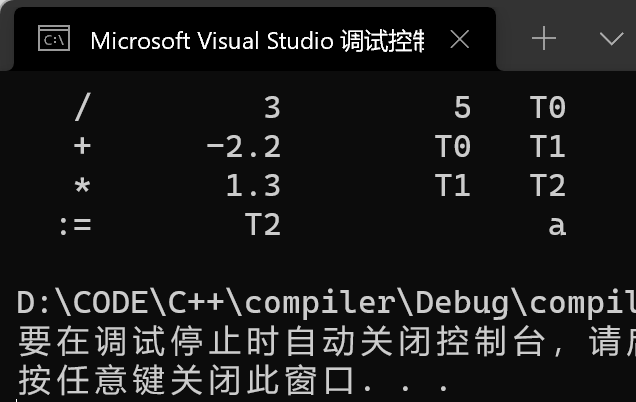 Microsoft Visual Studio 调试控制
/ 3 5 T0
+ -2.2 T0 T1
* 1.3 T1 T2
:= T2 a
D:\CODE\C++\compiler\Debug\compil
要在调试停止时自动关闭控制台，请
按任意键关闭此窗口. . .